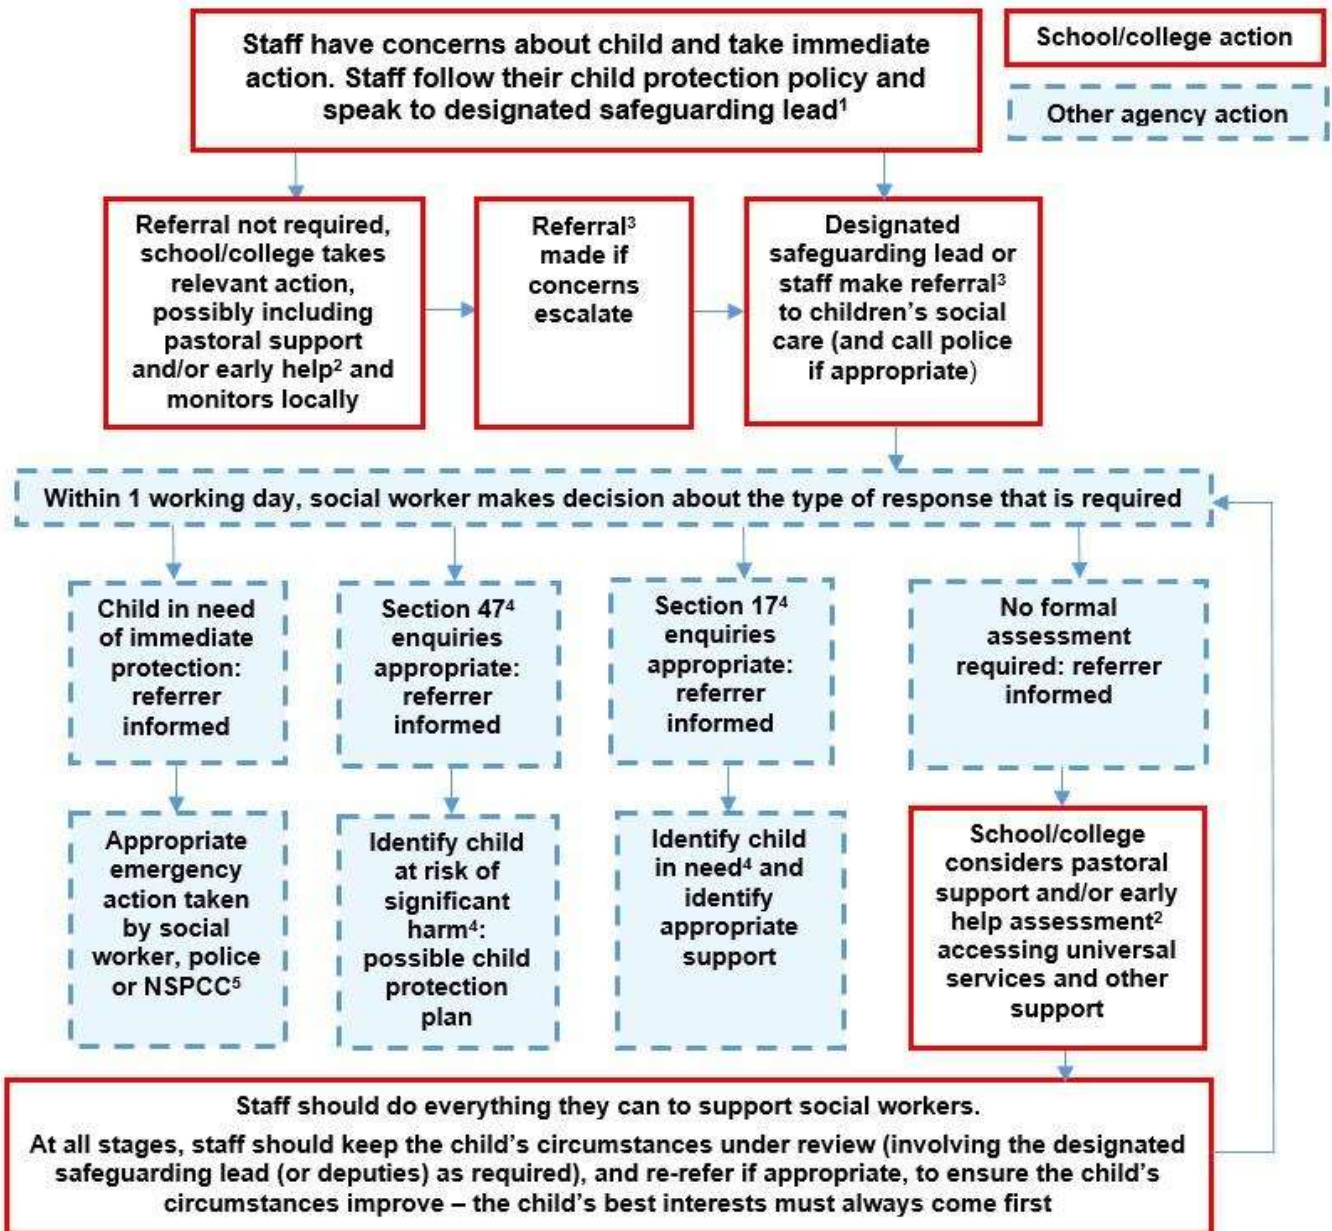 Staff have concerns about child and take immediate
action. Staff follow their child protection policy and
speak to designated safeguarding lead¹
School/college action
Other agency action
Referral not required,
school/college takes
relevant action,
possibly including
pastoral support
and/or early help² and
monitors locally
Referral³
made if
concerns
escalate
Designated
safeguarding lead or
staff make referral³
to children’s social
care (and call police
if appropriate)
Within 1 working day, social worker makes decision about the type of response that is required
Child in need
of immediate
protection:
referrer
informed
Section 47⁴
enquiries
appropriate:
referrer
informed
Section 17⁴
enquiries
appropriate:
referrer
informed
No formal
assessment
required: referrer
informed
Appropriate
emergency
action taken
by social
worker, police
or NSPCC⁵
Identify child
at risk of
significant
harm⁴:
possible child
protection
plan
Identify child
in need⁴ and
identify
appropriate
support
School/college
considers pastoral
support and/or early
help assessment²
accessing universal
services and other
support
Staff should do everything they can to support social workers.
At all stages, staff should keep the child’s circumstances under review (involving the designated
safeguarding lead (or deputies) as required), and re-refer if appropriate, to ensure the child’s
circumstances improve – the child’s best interests must always come first